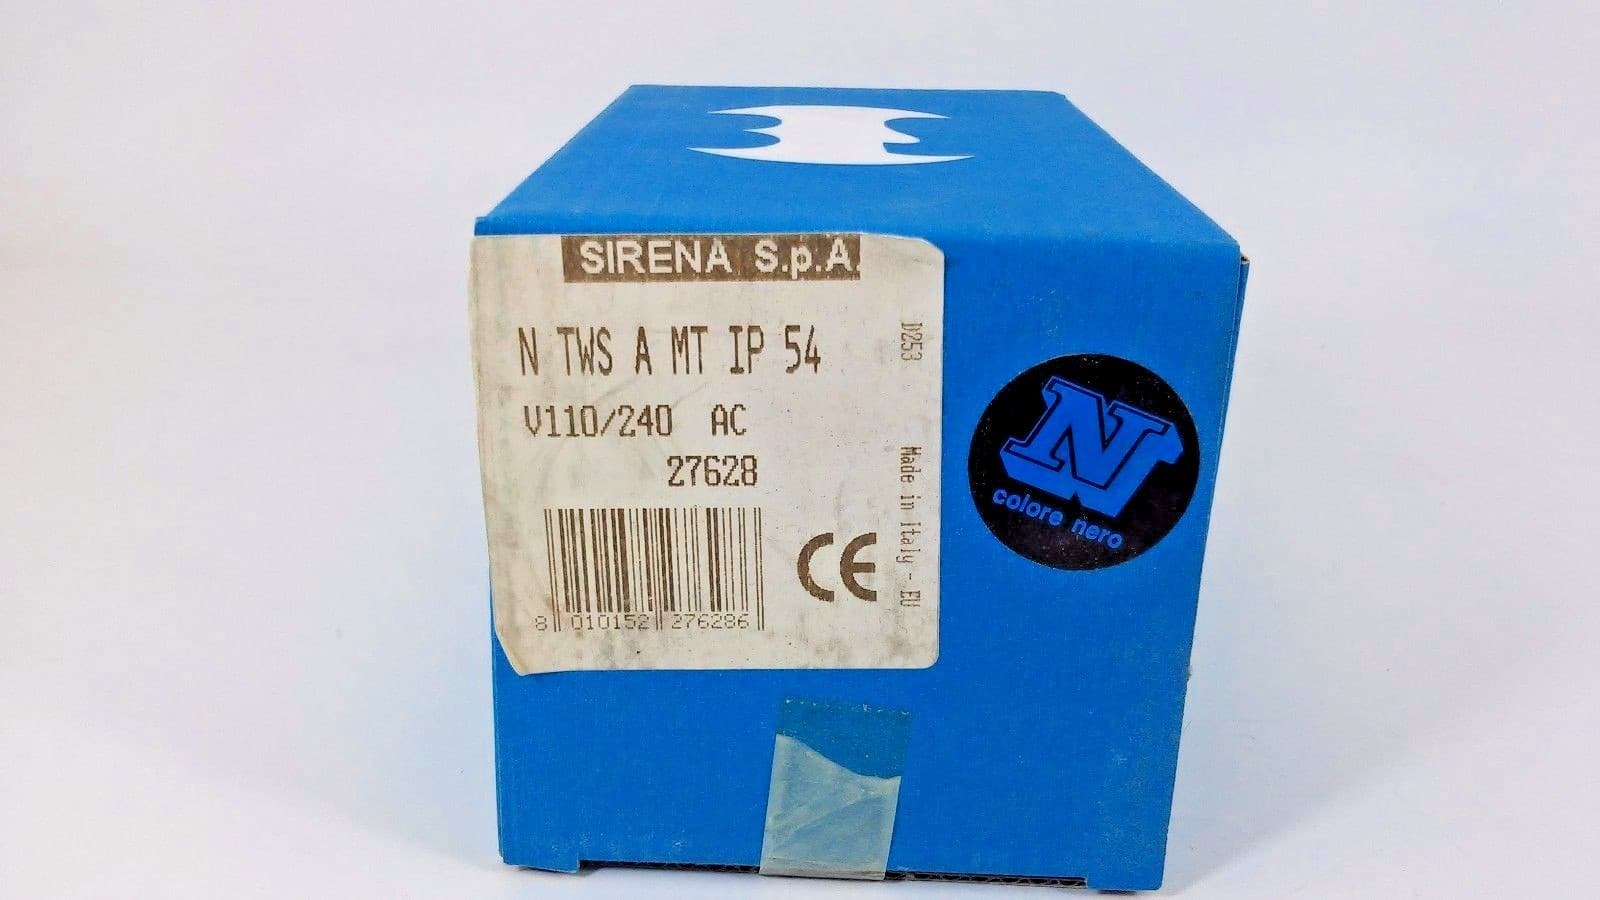 SIRENA S.p.A.
N TWS A MT IP 54
V110/240 AC
27628
8 010152 276286
CE
D253
Made in Italy - EU
N
colore nero